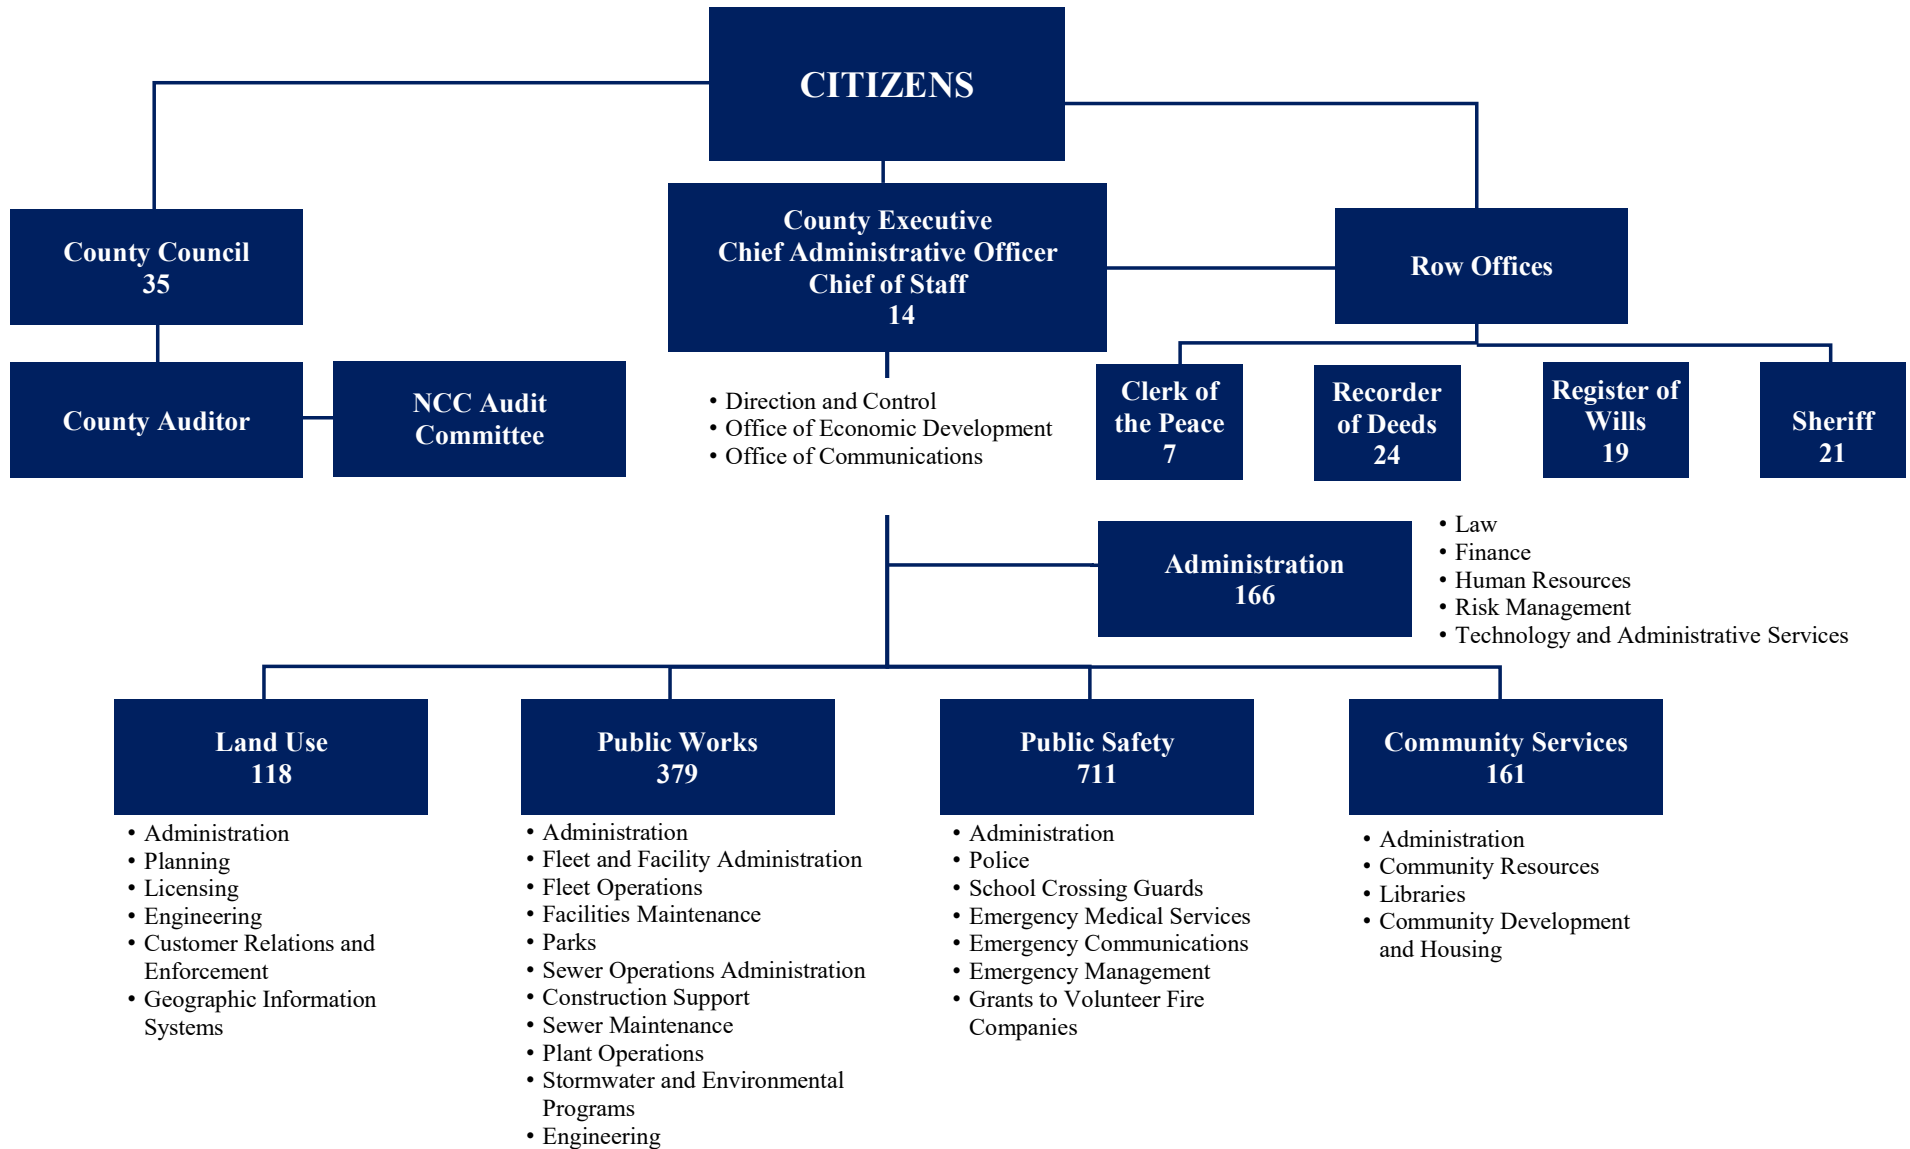 CITIZENS
County Council
35
County Executive
Chief Administrative Officer
Chief of Staff
14
Row Offices
County Auditor
NCC Audit
Committee
• Direction and Control
• Office of Economic Development
• Office of Communications
Clerk of
the Peace
7
Recorder
of Deeds
24
Register of
Wills
19
Sheriff
21
Administration
166
• Law
• Finance
• Human Resources
• Risk Management
• Technology and Administrative Services
Land Use
118
• Administration
• Planning
• Licensing
• Engineering
• Customer Relations and
Enforcement
• Geographic Information
Systems
Public Works
379
• Administration
• Fleet and Facility Administration
• Fleet Operations
• Facilities Maintenance
• Parks
• Sewer Operations Administration
• Construction Support
• Sewer Maintenance
• Plant Operations
• Stormwater and Environmental
Programs
• Engineering
Public Safety
711
• Administration
• Police
• School Crossing Guards
• Emergency Medical Services
• Emergency Communications
• Emergency Management
• Grants to Volunteer Fire
Companies
Community Services
161
• Administration
• Community Resources
• Libraries
• Community Development
and Housing